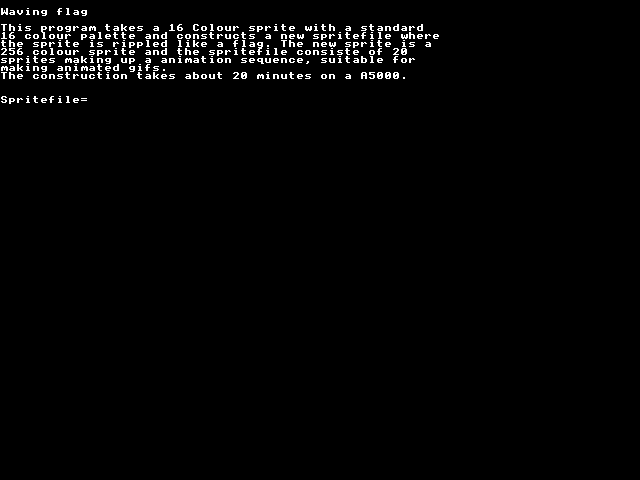 Waving flag
This program takes a 16 Colour sprite with a standard
16 colour palette and constructs a new spritefile where
the sprite is rippled like a flag. The new sprite is a
256 colour sprite and the spritefile consiste of 20
sprites making up a animation sequence, suitable for
making animated gifs.
The construction takes about 20 minutes on a A5000.
Spritefile=